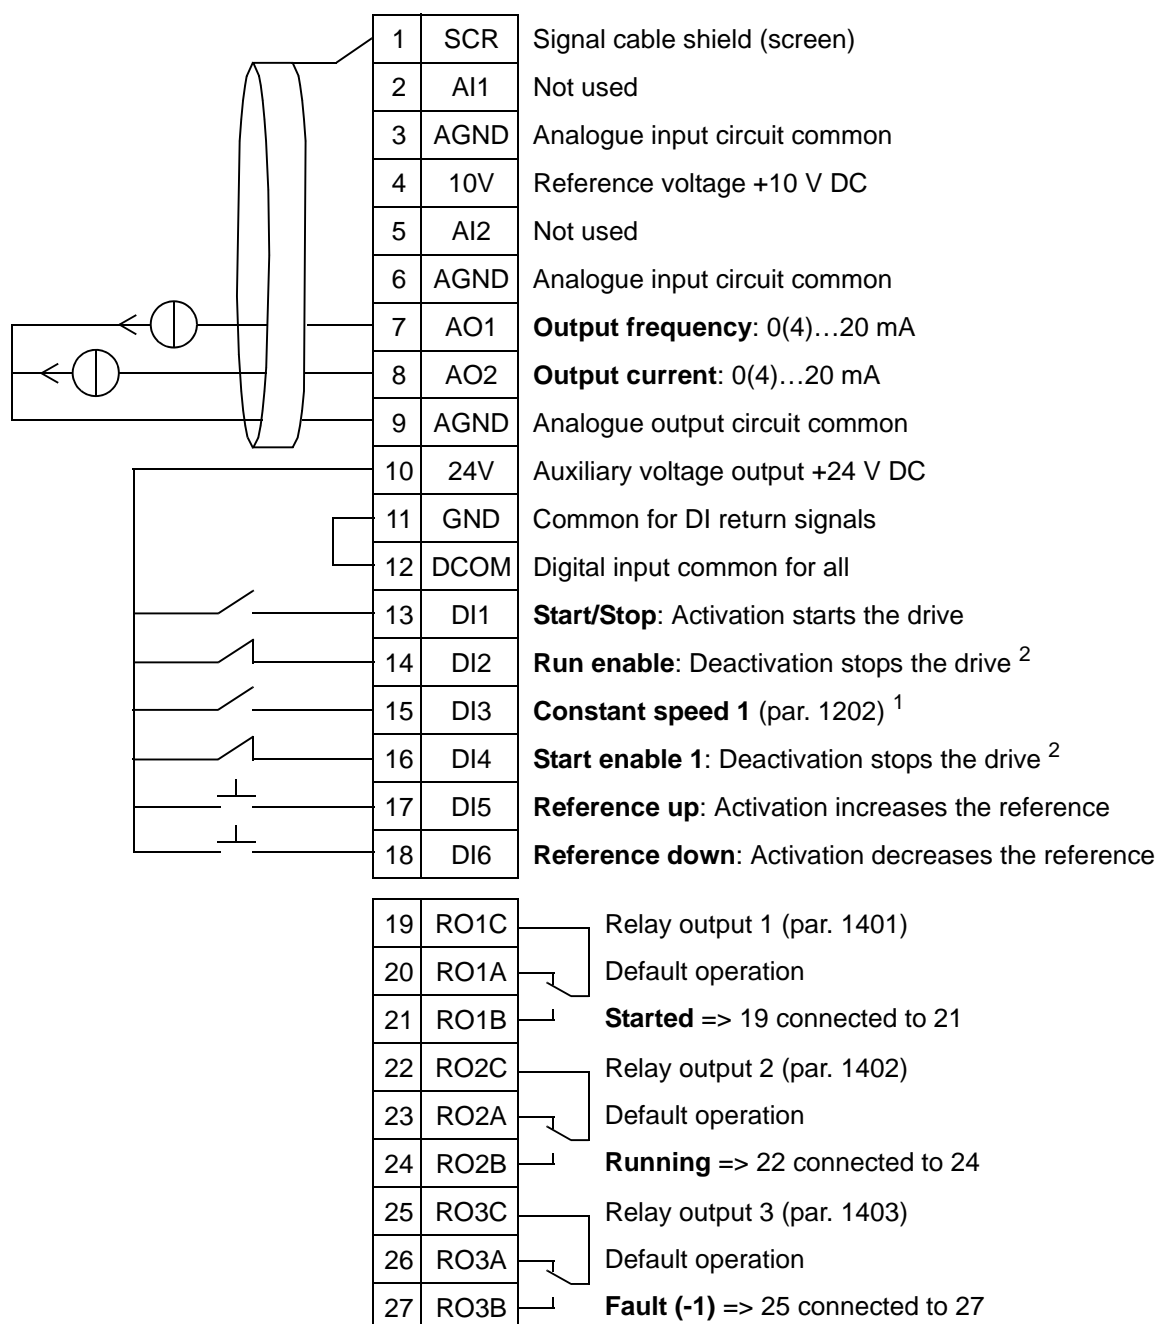 1 SCR Signal cable shield (screen)
2 AI1 Not used
3 AGND Analogue input circuit common
4 10V Reference voltage +10 V DC
5 AI2 Not used
6 AGND Analogue input circuit common
7 AO1 Output frequency: 0(4)…20 mA
8 AO2 Output current: 0(4)…20 mA
9 AGND Analogue output circuit common
10 24V Auxiliary voltage output +24 V DC
11 GND Common for DI return signals
12 DCOM Digital input common for all
13 DI1 Start/Stop: Activation starts the drive
14 DI2 Run enable: Deactivation stops the drive 2
15 DI3 Constant speed 1 (par. 1202) 1
16 DI4 Start enable 1: Deactivation stops the drive 2
17 DI5 Reference up: Activation increases the reference
18 DI6 Reference down: Activation decreases the reference
19 RO1C Relay output 1 (par. 1401)
20 RO1A Default operation
21 RO1B Started => 19 connected to 21
22 RO2C Relay output 2 (par. 1402)
23 RO2A Default operation
24 RO2B Running => 22 connected to 24
25 RO3C Relay output 3 (par. 1403)
26 RO3A Default operation
27 RO3B Fault (-1) => 25 connected to 27